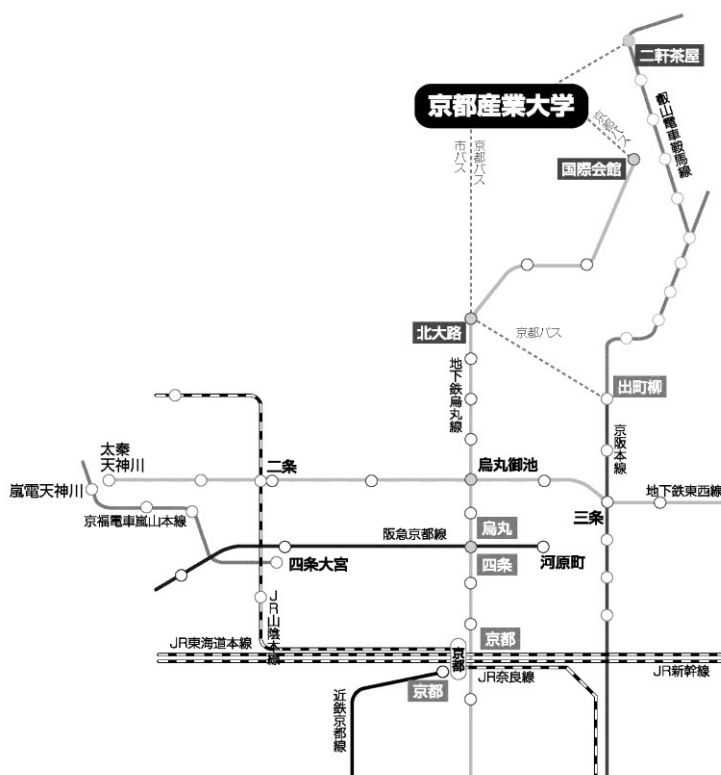 二軒茶屋
京都産業大学
叡山電車鞍馬線
京都バス
市バス
京都バス
国際会館
北大路
京都バス
地下鉄烏丸線
出町柳
京阪本線
太秦
天神川
二条
烏丸御池
嵐電天神川
地下鉄東西線
京福電車嵐山本線
三条
烏丸
阪急京都線
四条大宮
四条
河原町
JR山陰本線
JR東海道本線
京都
京都
JR新幹線
JR奈良線
京都
近鉄京都線